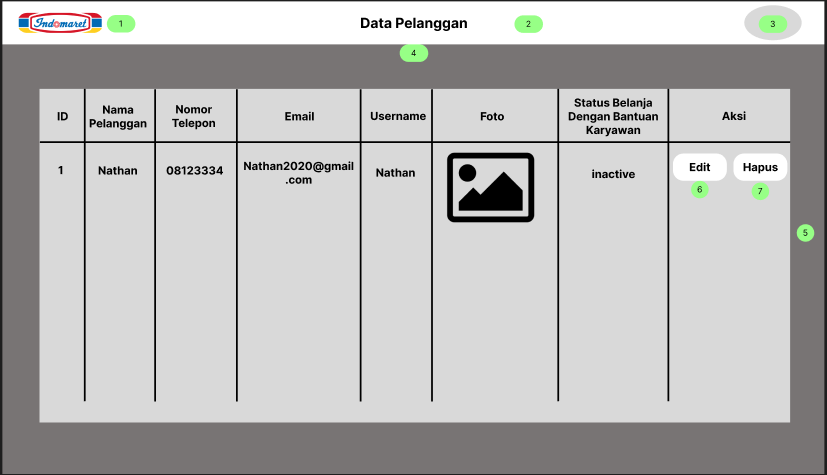 Indomaret 1 Data Pelanggan 2 3
4
ID Nama Pelanggan Nomor Telepon Email Username Foto Status Belanja Dengan Bantuan Karyawan Aksi
1 Nathan 08123334 Nathan2020@gmail.com Nathan inactive Edit Hapus
6 7
5